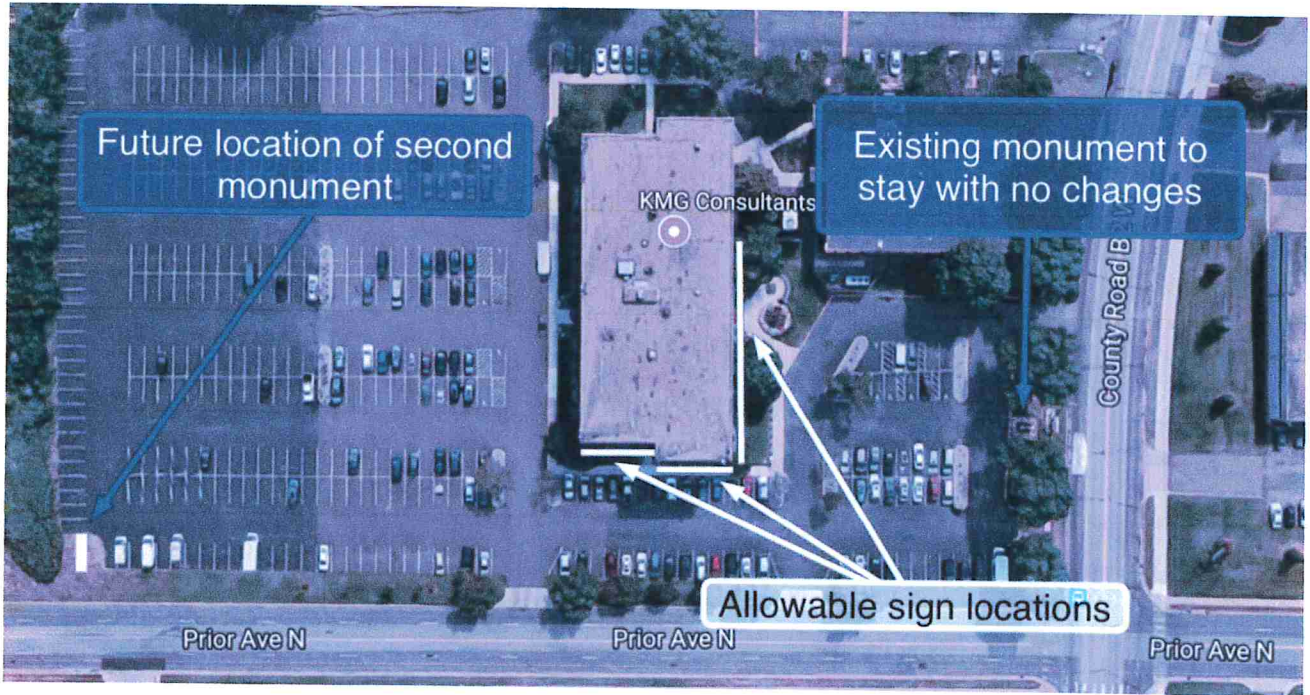 Future location of second
monument
Existing monument to
stay with no changes
KMG Consultants
County Road B
Allowable sign locations
Prior Ave N
Prior Ave N
Prior Ave N